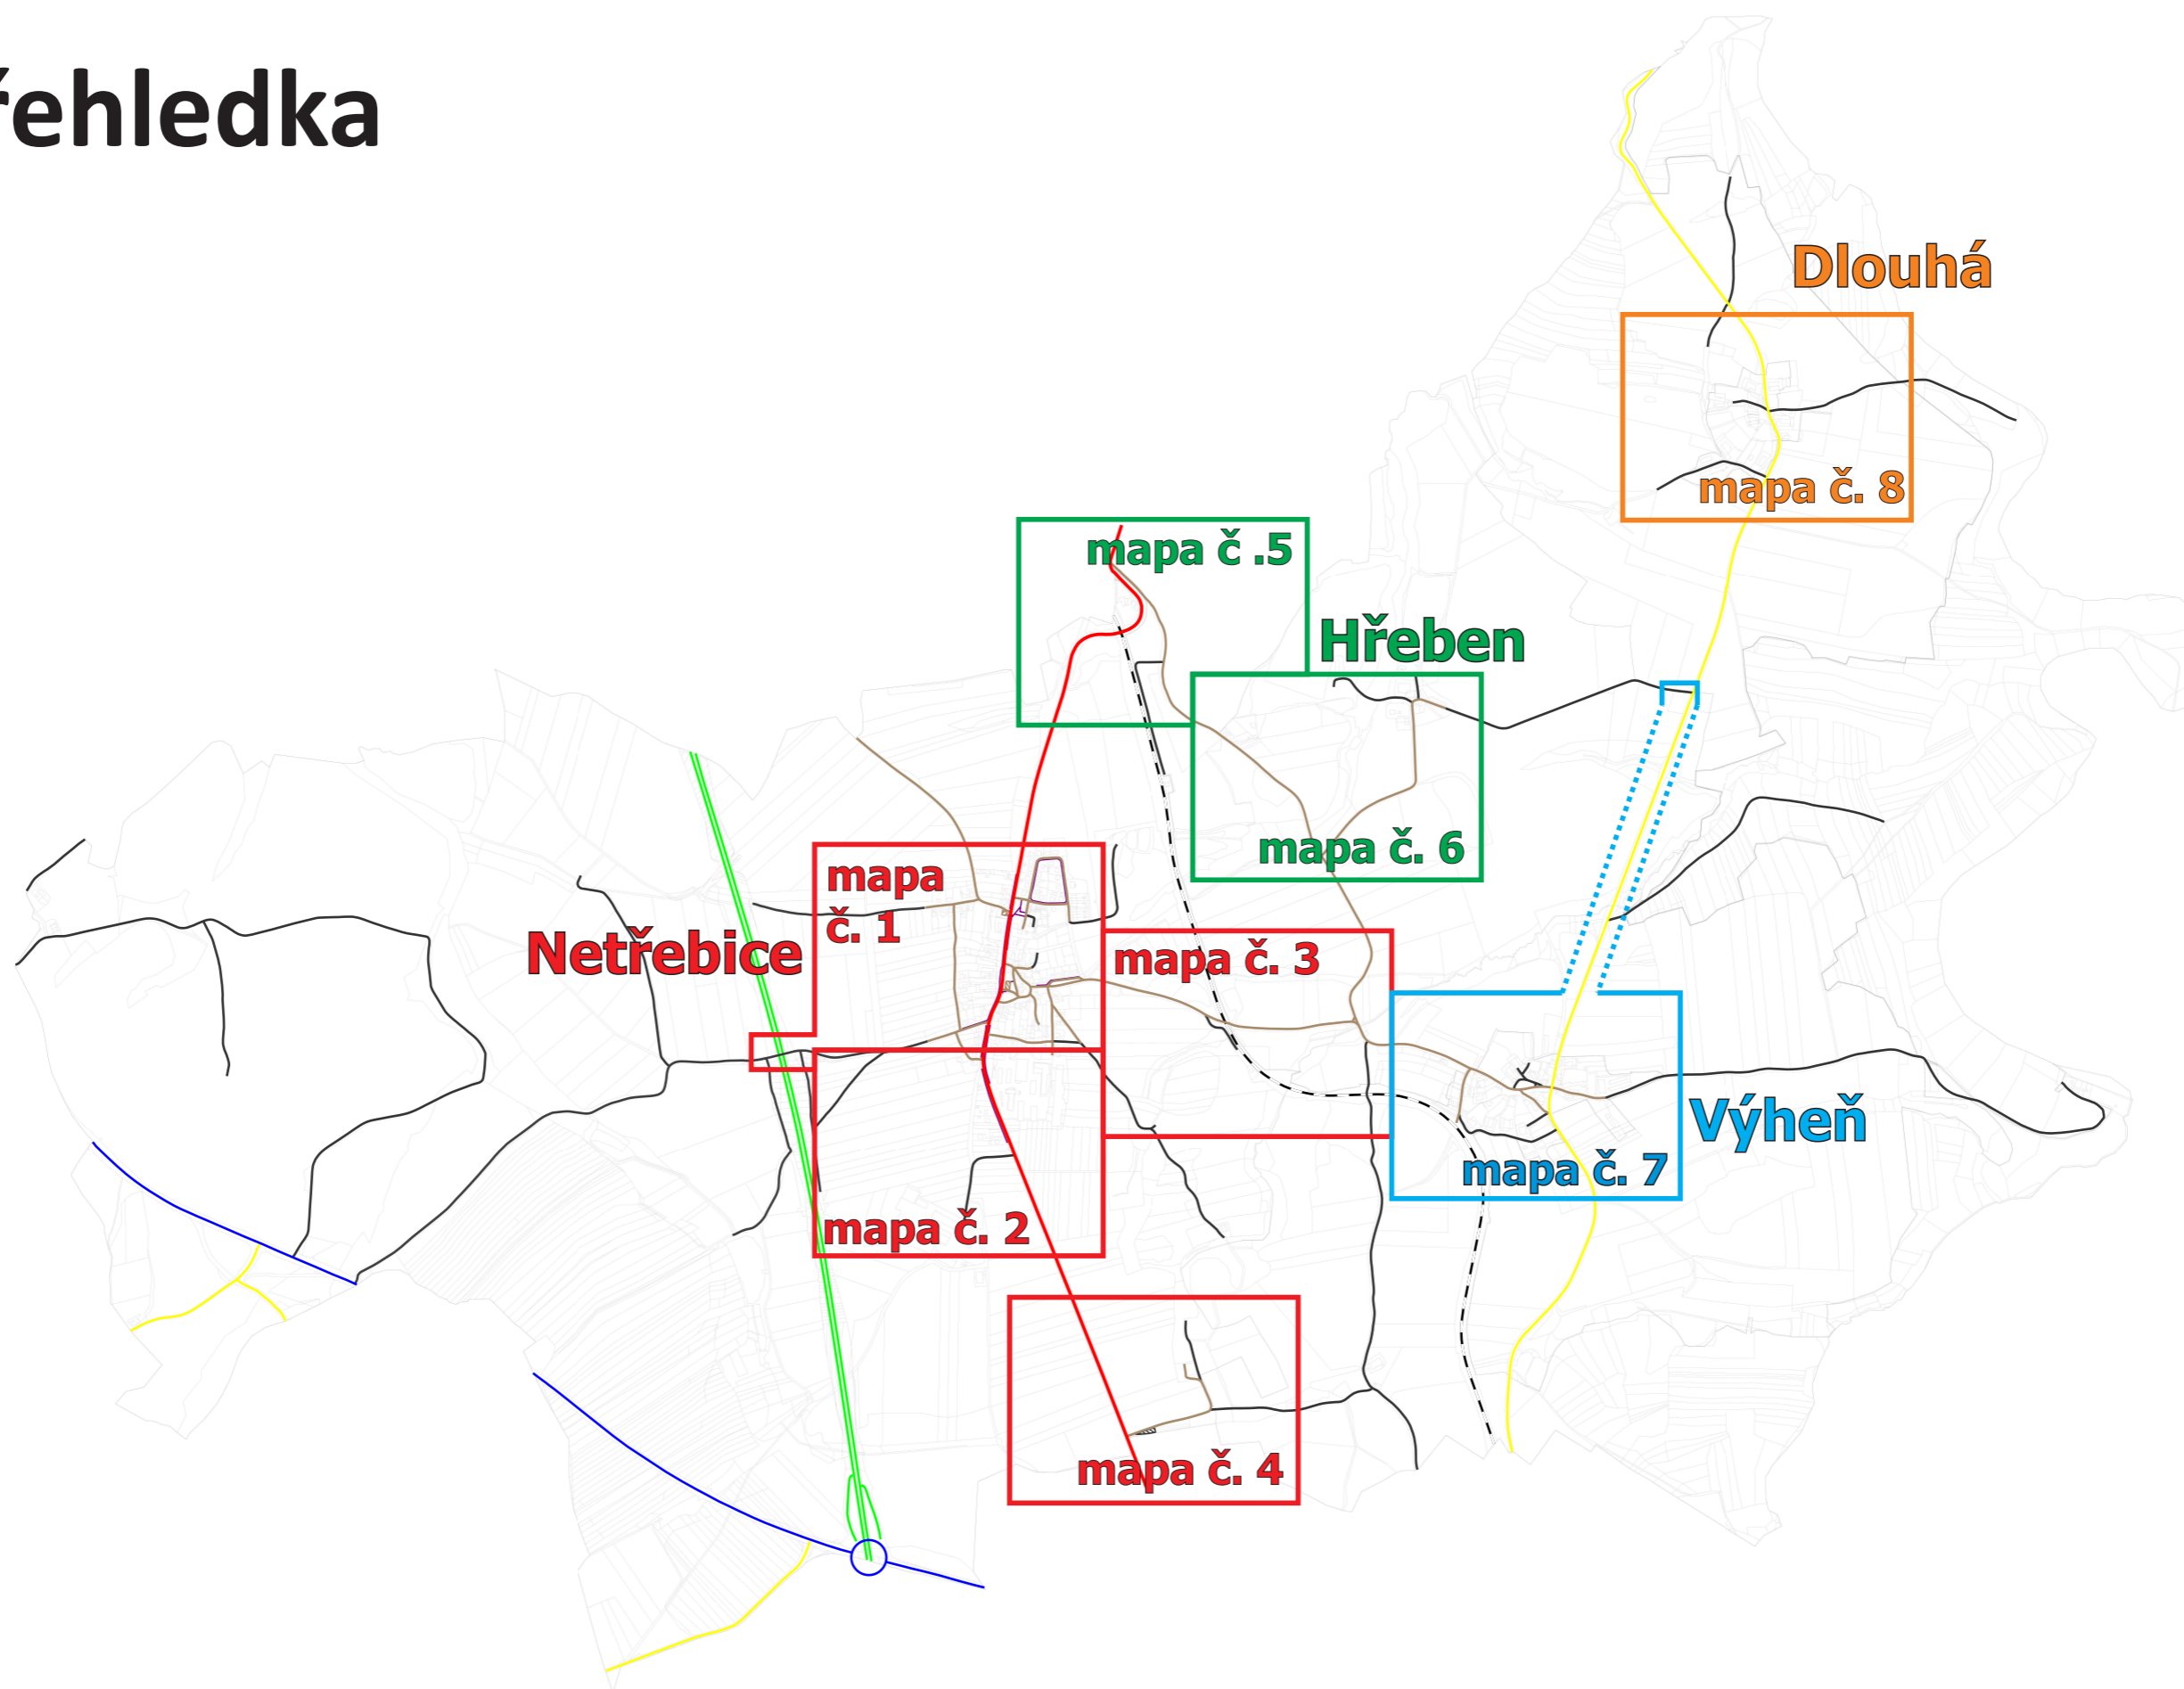 řehledka
Dlouhá
mapa č. 8
mapa č .5
Hřeben
mapa č. 6
mapa
č. 1
Netřebice
mapa č. 3
Výheň
mapa č. 7
mapa č. 2
mapa č. 4